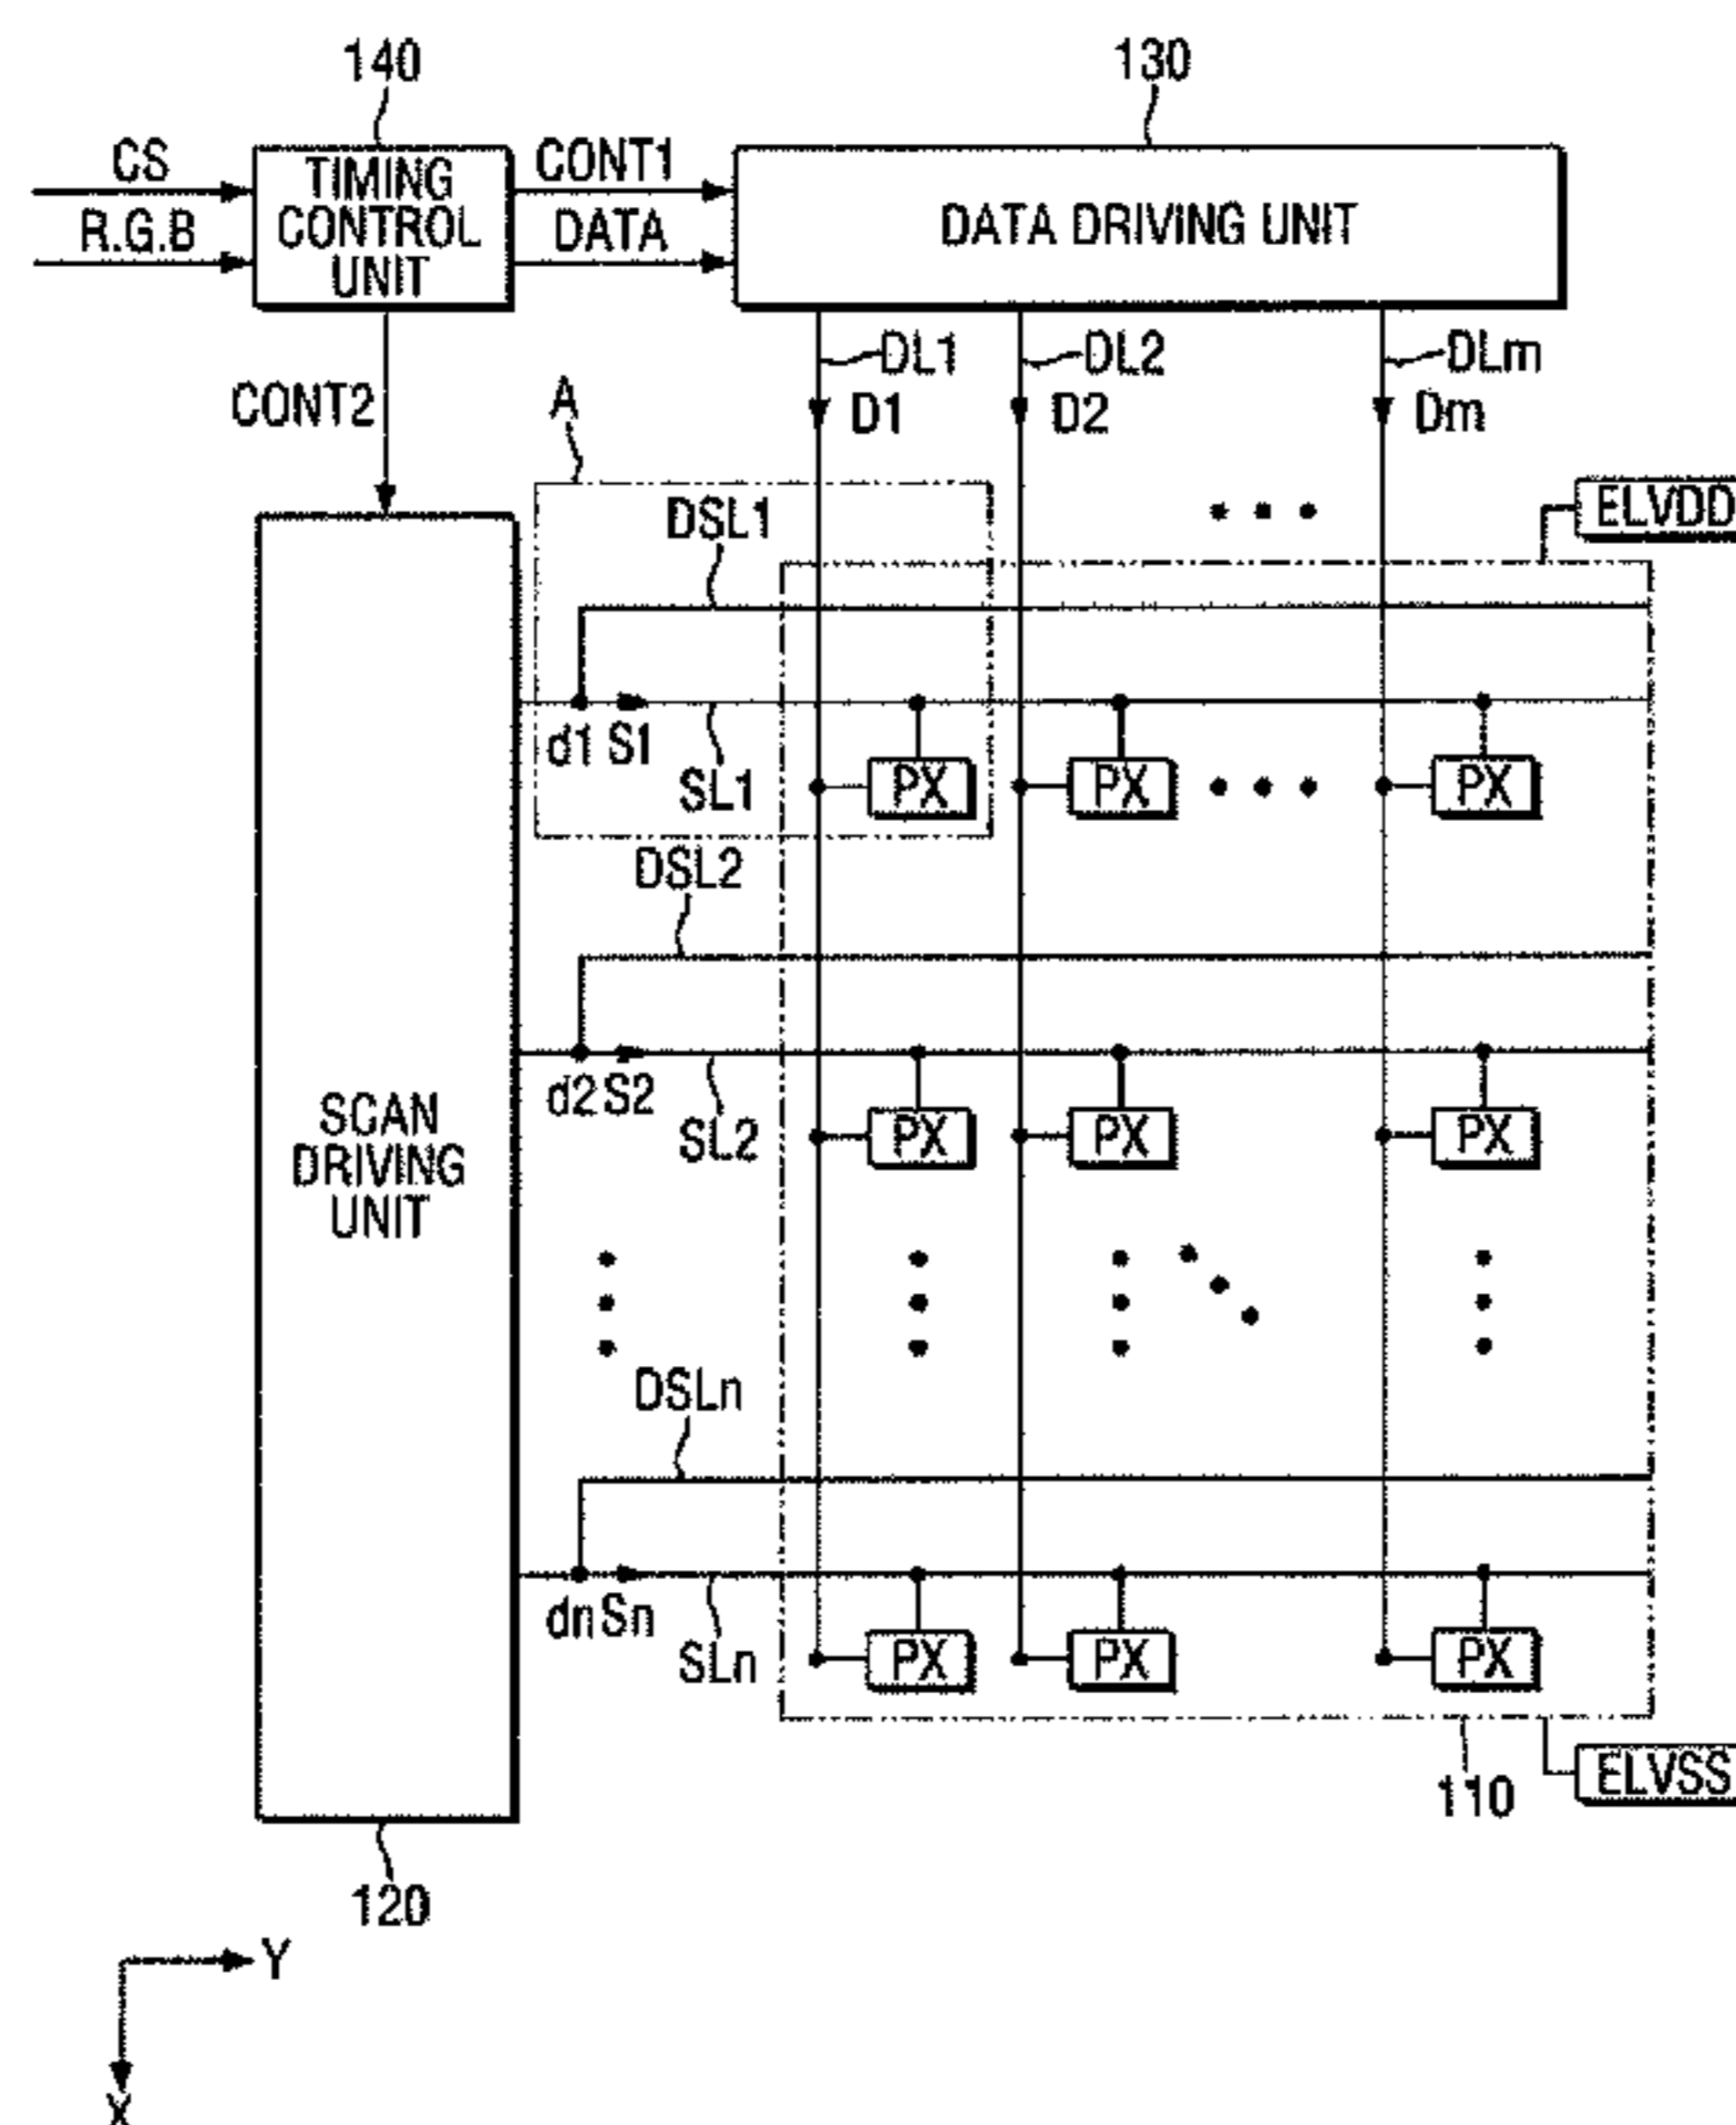 140
130
CS
R.G.B
TIMING
CONTROL
UNIT
CONT1
DATA
DATA DRIVING UNIT
CONT2
A
DL1
DL2
DLm
D1
D2
Dm
ELVDD
DSL1
d1 S1
SL1
PX
PX
PX
DSL2
d2 S2
SL2
PX
PX
PX
SCAN
DRIVING
UNIT
DSLn
dn Sn
SLn
PX
PX
PX
110
ELVSS
120
Y
X